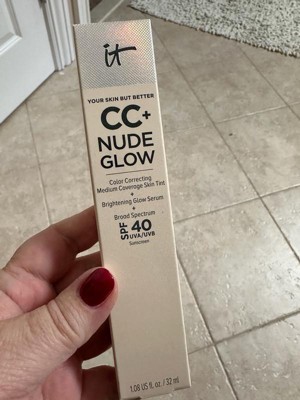 it
YOUR SKIN BUT BETTER
CC+
NUDE
GLOW
Color Correcting
Medium Coverage Skin Tint
+
Brightening Glow Serum
+
Broad Spectrum
SPF 40
UVA/UVB
Sunscreen
1.08 US fl. oz. / 32 ml